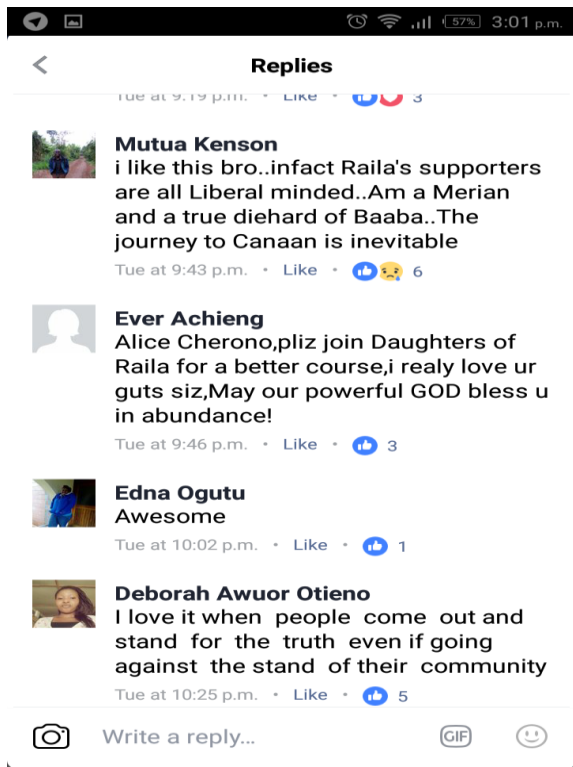 57% 3:01 p.m.
Replies
Tue at 9:19 p.m. • Like • 3
Mutua Kenson
i like this bro..infact Raila's supporters
are all Liberal minded..Am a Merian
and a true diehard of Baaba..The
journey to Canaan is inevitable
Tue at 9:43 p.m. • Like • 6
Ever Achieng
Alice Cherono,pliz join Daughters of
Raila for a better course,i realy love ur
guts siz,May our powerful GOD bless u
in abundance!
Tue at 9:46 p.m. • Like • 3
Edna Ogutu
Awesome
Tue at 10:02 p.m. • Like • 1
Deborah Awuor Otieno
I love it when people come out and
stand for the truth even if going
against the stand of their community
Tue at 10:25 p.m. • Like • 5
Write a reply...
GIF